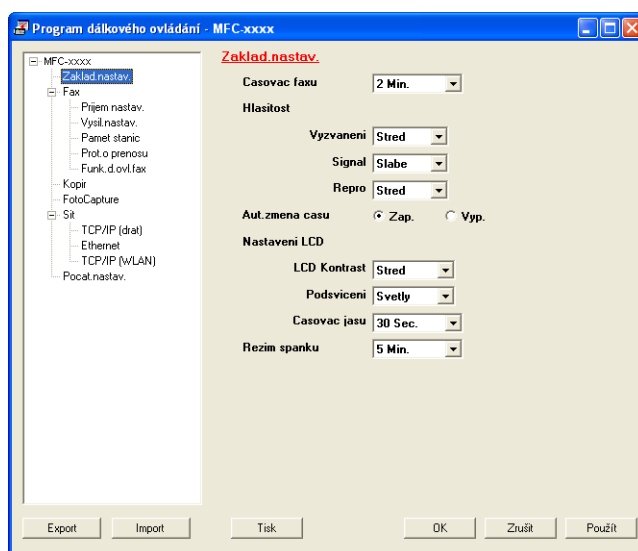 Program dálkového ovládání - MFC-xxxx
MFC-xxxx
Zaklad.nastav.
Fax
Prijem nastav.
Vysil.nastav.
Pamet stanic
Prot.o prenosu
Funk.d.ovl.fax
Kopir
FotoCapture
Sit
TCP/IP (drat)
Ethernet
TCP/IP (WLAN)
Pocat.nastav.
Zaklad.nastav.
Casovac faxu 2 Min.
Hlasitost
Vyzvaneni Stred
Signal Slabe
Repro Stred
Aut.zmena casu Zap. Vyp.
Nastaveni LCD
LCD Kontrast Stred
Podsviceni Svetly
Casovac jasu 30 Sec.
Rezim spanku 5 Min.
Export Import Tisk OK Zrušit Použít